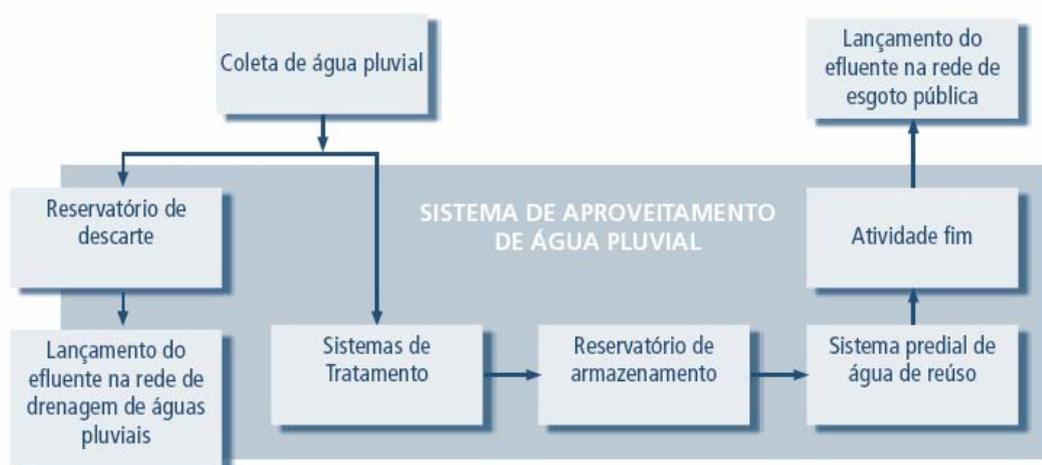 Coleta de água pluvial
Lançamento do
efluente na rede de
esgoto pública
Reservatório de
descarte
SISTEMA DE APROVEITAMENTO
DE ÁGUA PLUVIAL
Atividade fim
Lançamento do
efluente na rede de
drenagem de águas
pluviais
Sistemas de
Tratamento
Reservatório de
armazenamento
Sistema predial de
água de reúso